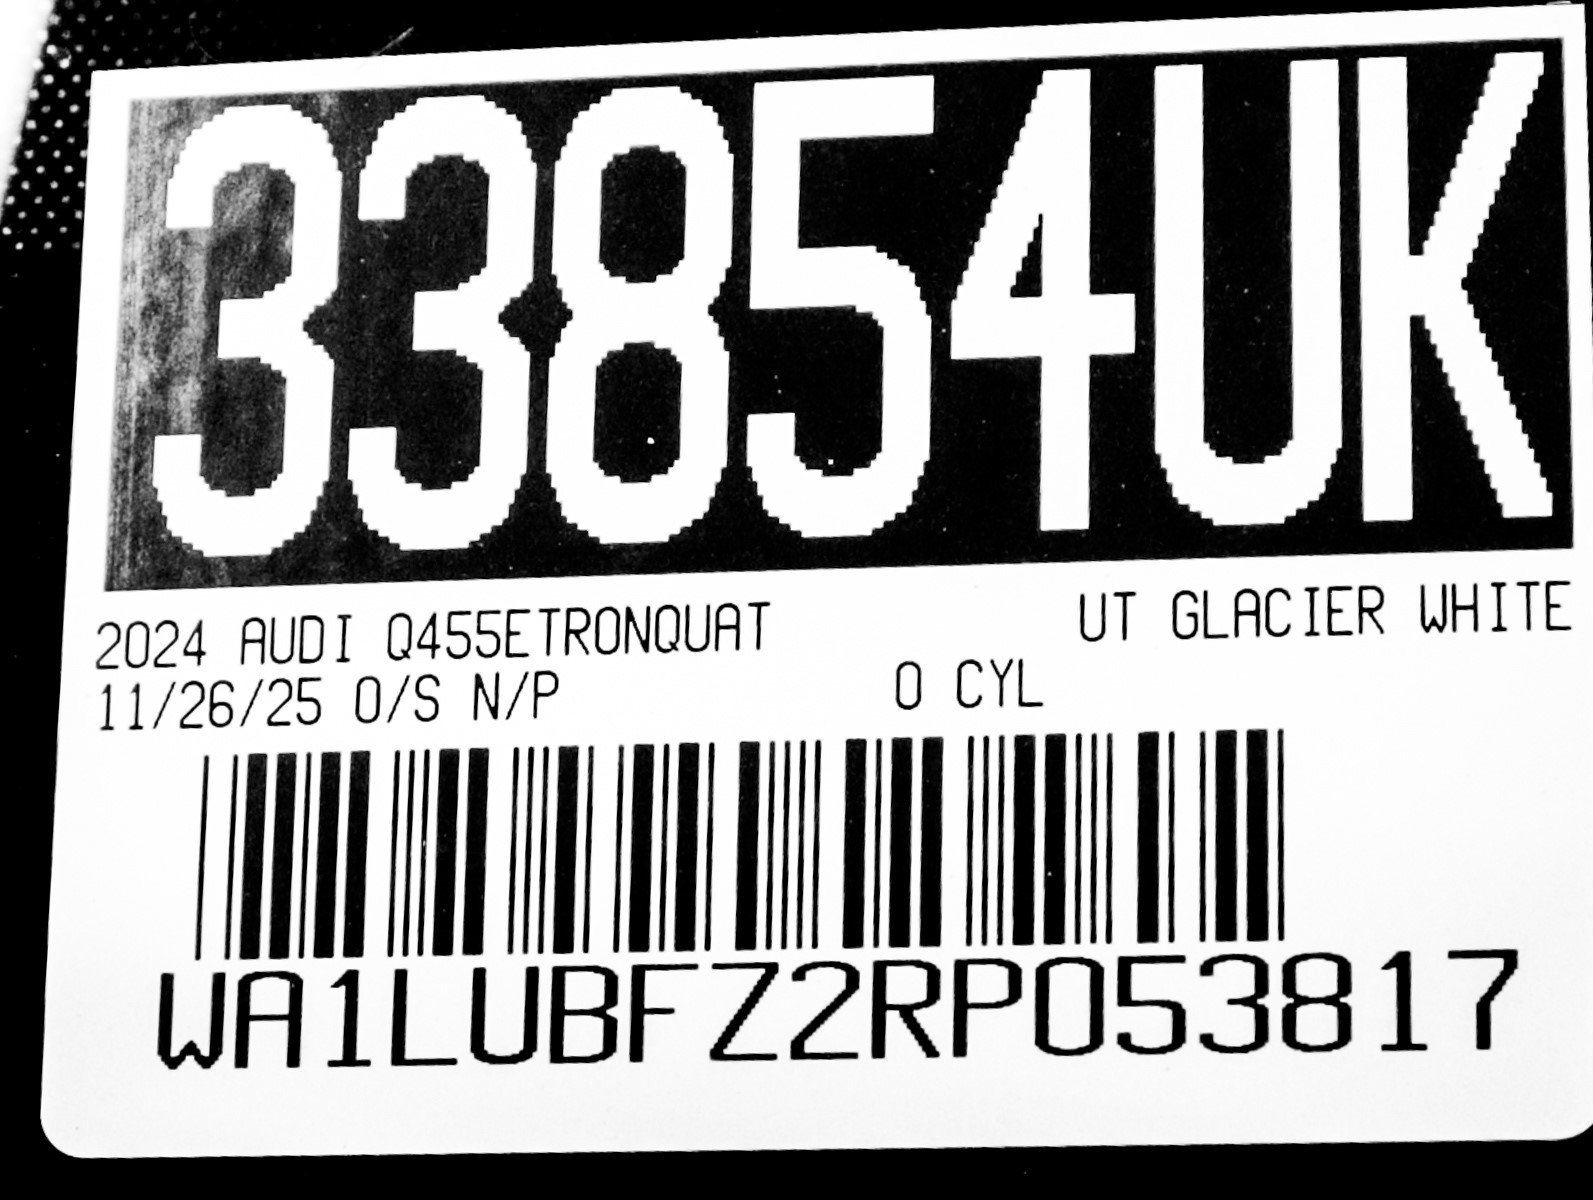 33854UK
2024 AUDI Q455ETRONQUAT UT GLACIER WHITE
11/26/25 O/S N/P 0 CYL
WA1LUBFZ2RP053817